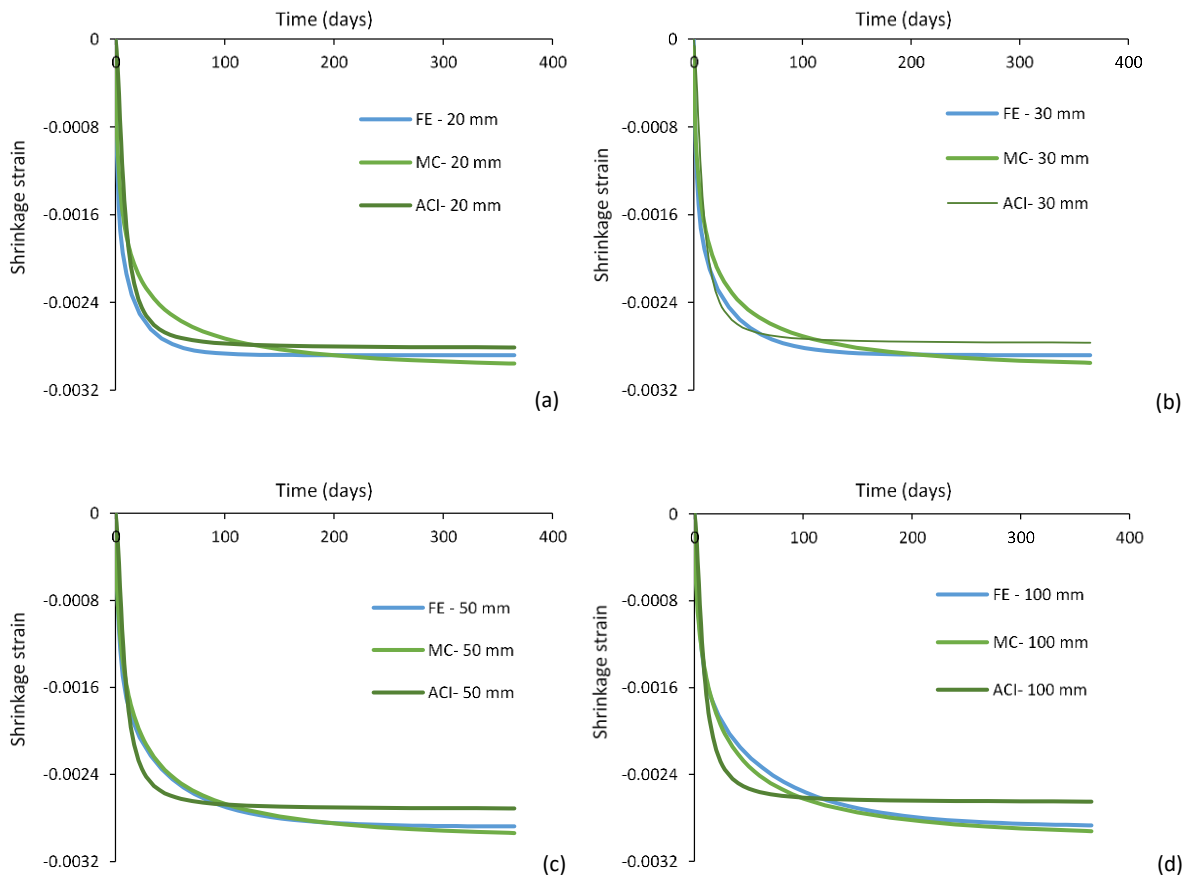 Time (days)
0
0 100 200 300 400
-0.0008
-0.0016
-0.0024
-0.0032
Shrinkage strain
FE - 20 mm
MC- 20 mm
ACI- 20 mm
(a)
Time (days)
0
0 100 200 300 400
-0.0008
-0.0016
-0.0024
-0.0032
Shrinkage strain
FE - 30 mm
MC- 30 mm
ACI- 30 mm
(b)
Time (days)
0
0 100 200 300 400
-0.0008
-0.0016
-0.0024
-0.0032
Shrinkage strain
FE - 50 mm
MC- 50 mm
ACI- 50 mm
(c)
Time (days)
0
0 100 200 300 400
-0.0008
-0.0016
-0.0024
-0.0032
Shrinkage strain
FE - 100 mm
MC- 100 mm
ACI- 100 mm
(d)